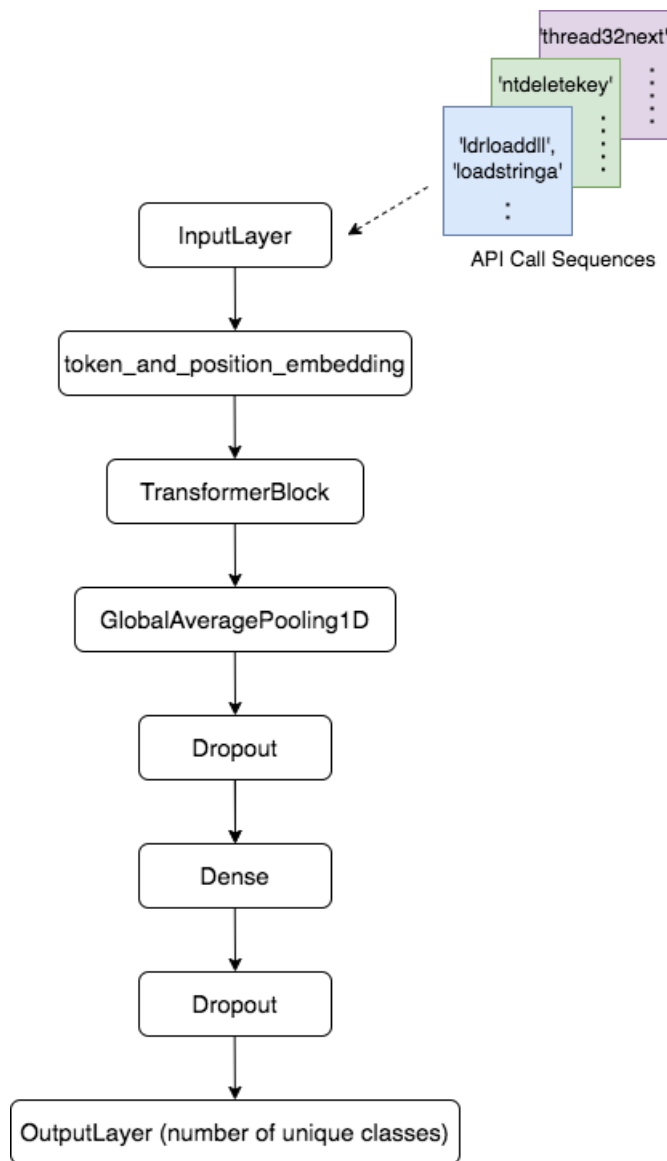 'thread32next'
'ntdeletekey'
'ldrloaddll',
'loadstringa'
API Call Sequences
InputLayer
token_and_position_embedding
TransformerBlock
GlobalAveragePooling1D
Dropout
Dense
Dropout
OutputLayer (number of unique classes)